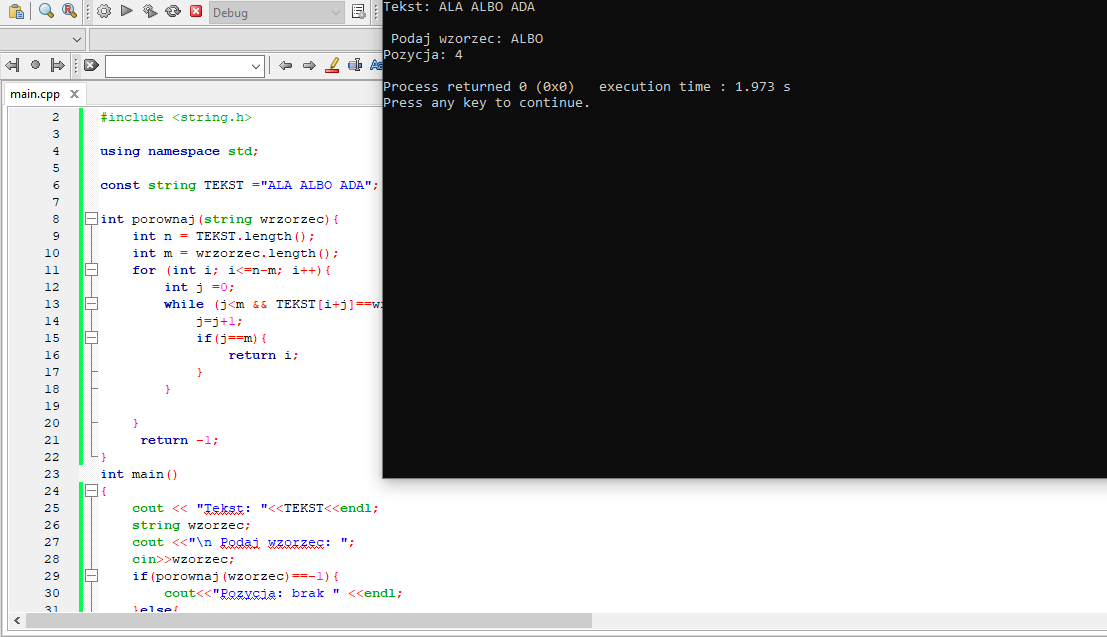 Debug
main.cpp
2 #include <string.h>
3
4 using namespace std;
5
6 const string TEKST ="ALA ALBO ADA";
7
8 int porownaj(string wrzorzec){
9 int n = TEKST.length();
10 int m = wrzorzec.length();
11 for (int i; i<=n-m; i++){
12 int j =0;
13 while (j<m && TEKST[i+j]==w
14 j=j+1;
15 if(j==m){
16 return i;
17 }
18 }
19
20 }
21 return -1;
22 }
23 int main()
24 {
25 cout << "Tekst: "<<TEKST<<endl;
26 string wzorzec;
27 cout <<"\n Podaj wzorzec: ";
28 cin>>wzorzec;
29 if(porownaj(wzorzec)==-1){
30 cout<<"Pozycja: brak " <<endl;
31 }else{
Tekst: ALA ALBO ADA
Podaj wzorzec: ALBO
Pozycja: 4
Process returned 0 (0x0) execution time : 1.973 s
Press any key to continue.